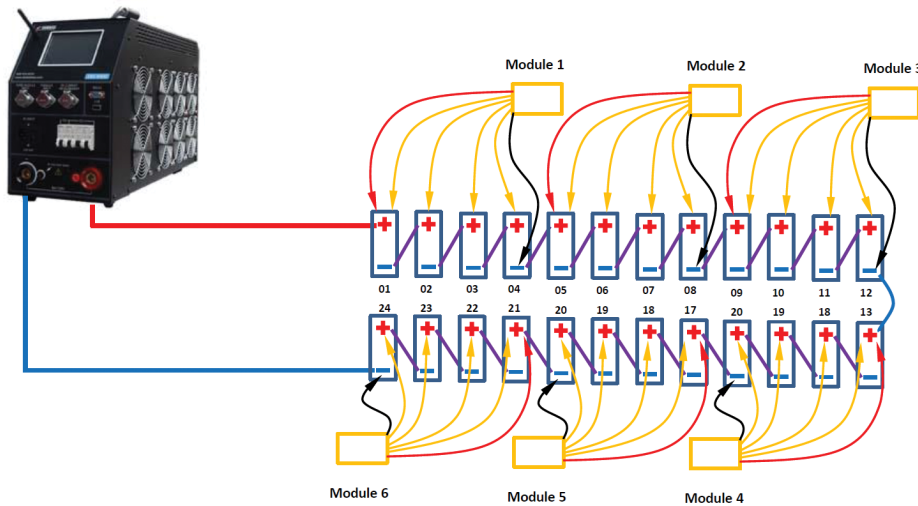 Module 1
Module 2
Module 3
01 02 03 04 05 06 07 08 09 10 11 12
24 23 22 21 20 19 18 17 20 19 18 13
Module 6
Module 5
Module 4